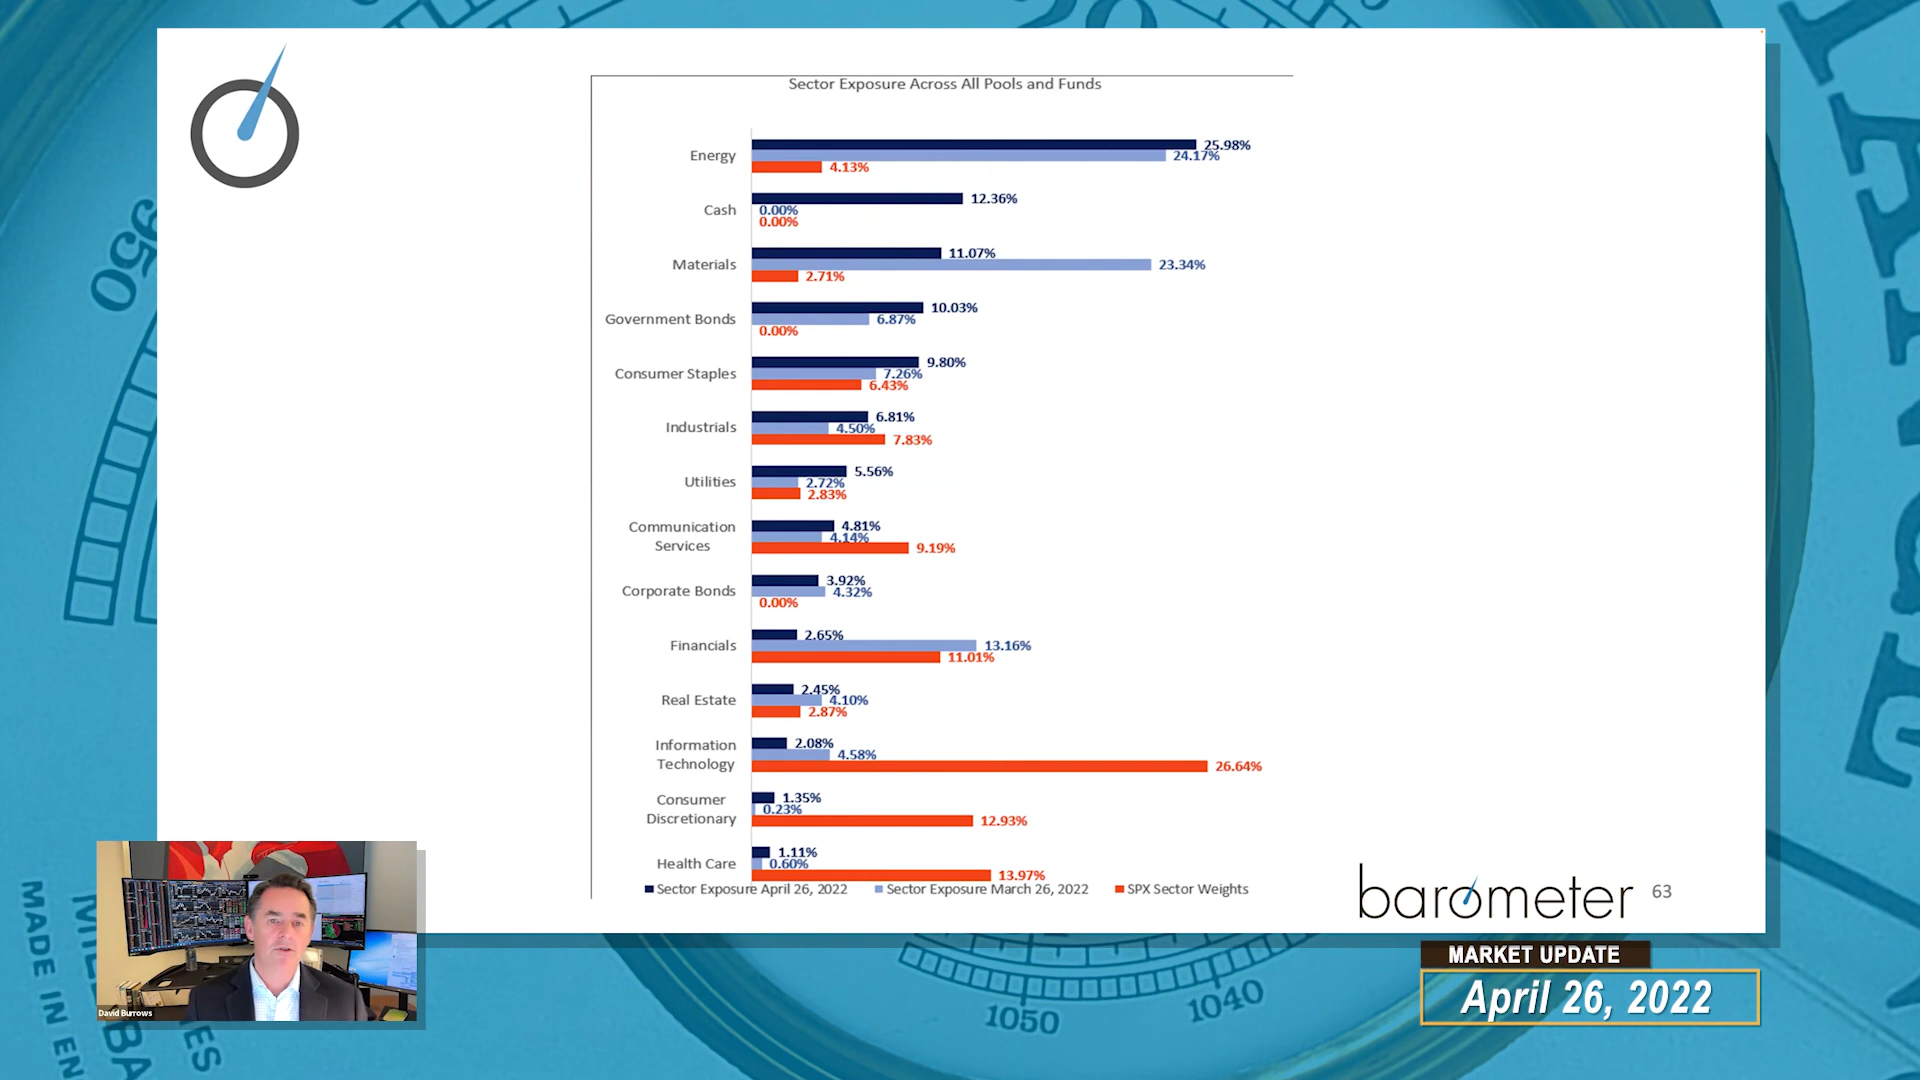 Sector Exposure Across All Pools and Funds
Energy
25.98%
24.17%
4.13%
Cash
12.36%
0.00%
0.00%
Materials
11.07%
23.34%
2.71%
Government Bonds
10.03%
6.87%
0.00%
Consumer Staples
9.80%
7.26%
6.43%
Industrials
6.81%
4.50%
7.83%
Utilities
5.56%
2.72%
2.83%
Communication
Services
4.81%
4.14%
9.19%
Corporate Bonds
3.92%
4.32%
0.00%
Financials
2.65%
13.16%
11.01%
Real Estate
2.45%
4.10%
2.87%
Information
Technology
2.08%
4.58%
26.64%
Consumer
Discretionary
1.35%
0.23%
12.93%
Health Care
1.11%
0.60%
13.97%
Sector Exposure April 26, 2022
Sector Exposure March 26, 2022
SPX Sector Weights
barometer
63
MARKET UPDATE
April 26, 2022
David Burrows
950
1050
1040
MADE IN EN